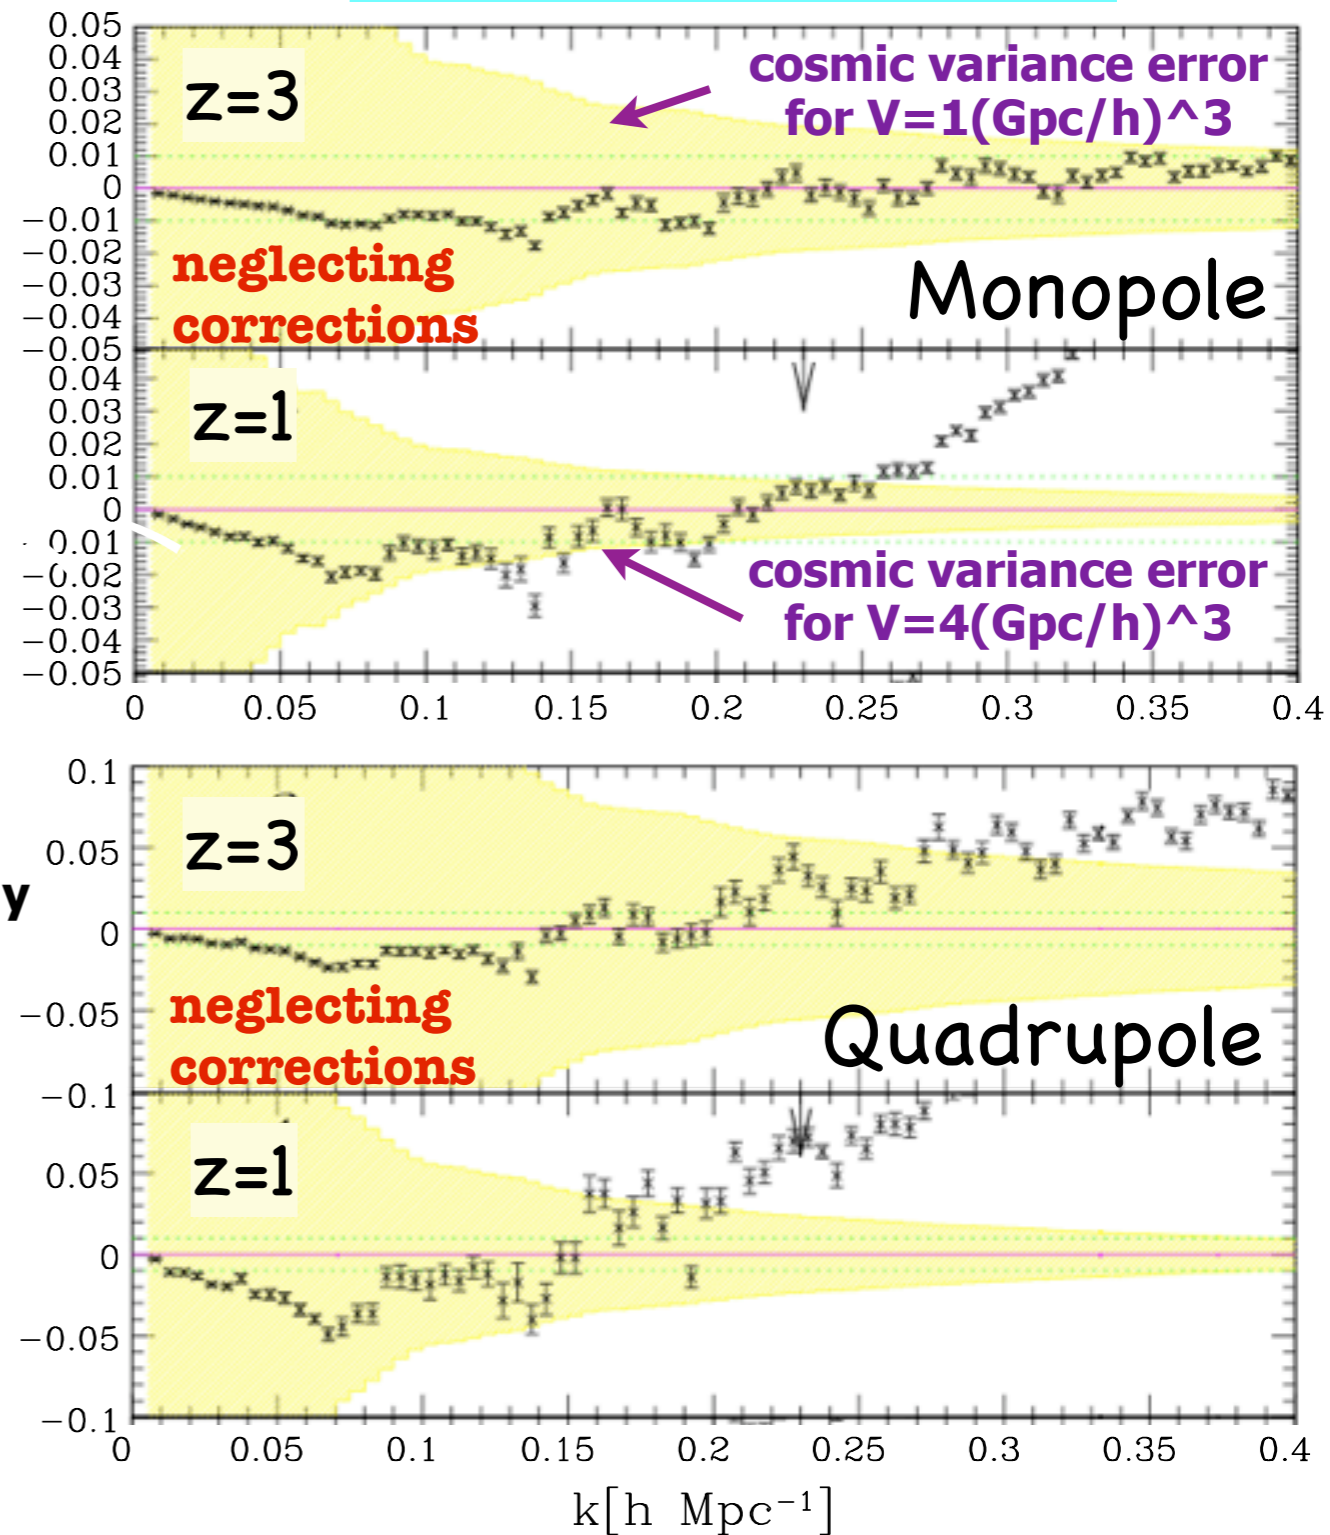 0.05
0.04
0.03
0.02
0.01
0
−0.01
−0.02
−0.03
−0.04
−0.05
z=3
cosmic variance error
for V=1(Gpc/h)^3
neglecting
corrections
Monopole
0.04
0.03
0.02
0.01
0
0.01
−0.02
−0.03
−0.04
−0.05
z=1
cosmic variance error
for V=4(Gpc/h)^3
0 0.05 0.1 0.15 0.2 0.25 0.3 0.35 0.4
0.1
0.05
0
−0.05
−0.1
y
z=3
neglecting
corrections
Quadrupole
0.05
0
−0.05
−0.1
z=1
0 0.05 0.1 0.15 0.2 0.25 0.3 0.35 0.4
k[h Mpc⁻¹]